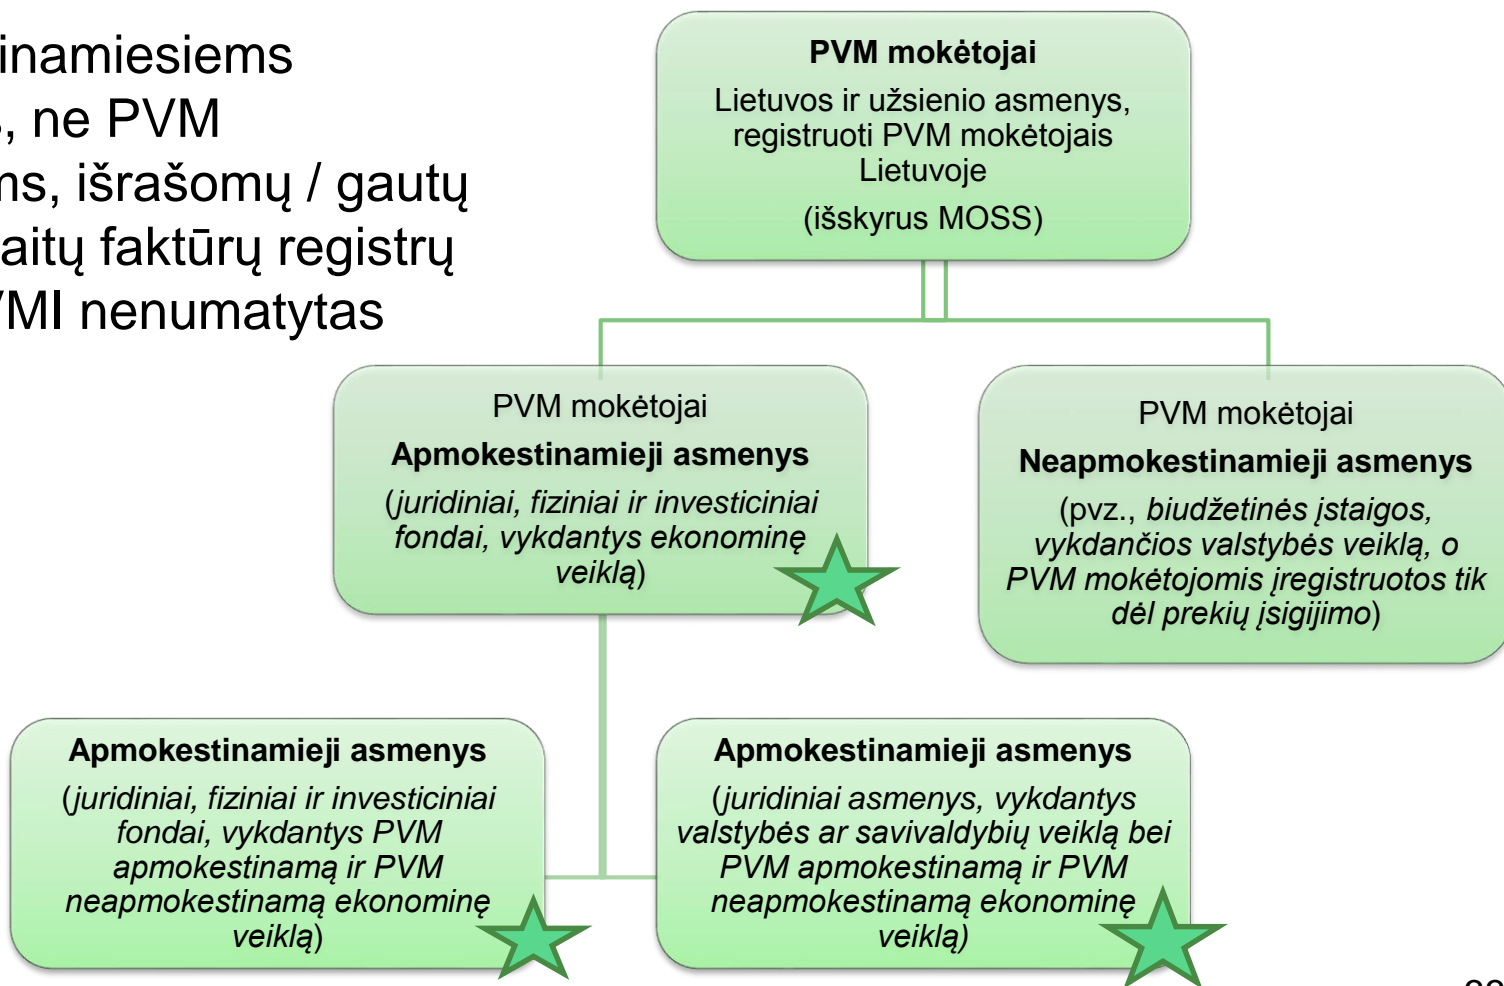 inamiesiems
, ne PVM
ms, išrašomų / gautų
aitų faktūrų registrų
VMI nenumatytas
PVM mokėtojai
Lietuvos ir užsienio asmenys,
registruoti PVM mokėtojais
Lietuvoje
(išskyrus MOSS)
PVM mokėtojai
Apmokestinamieji asmenys
(juridiniai, fiziniai ir investiciniai
fondai, vykdantys ekonominę
veiklą)
PVM mokėtojai
Neapmokestinamieji asmenys
(pvz., biudžetinės įstaigos,
vykdančios valstybės veiklą, o
PVM mokėtojomis įregistruotos tik
dėl prekių įsigijimo)
Apmokestinamieji asmenys
(juridiniai, fiziniai ir investiciniai
fondai, vykdantys PVM
apmokestinamą ir PVM
neapmokestinamą ekonominę
veiklą)
Apmokestinamieji asmenys
(juridiniai asmenys, vykdantys
valstybės ar savivaldybių veiklą bei
PVM apmokestinamą ir PVM
neapmokestinamą ekonominę
veiklą)